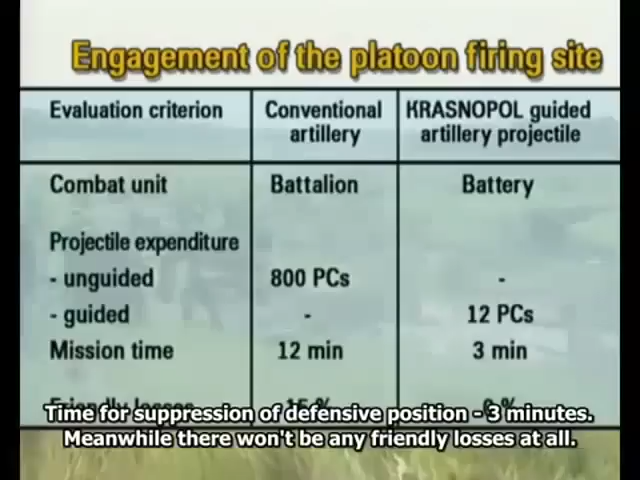 Engagement of the platoon firing site
Evaluation criterion Conventional artillery KRASNOPOL guided artillery projectile
Combat unit Battalion Battery
Projectile expenditure
- unguided 800 PCs -
- guided - 12 PCs
Mission time 12 min 3 min
Friendly losses
Time for suppression of defensive position - 3 minutes.
Meanwhile there won't be any friendly losses at all.